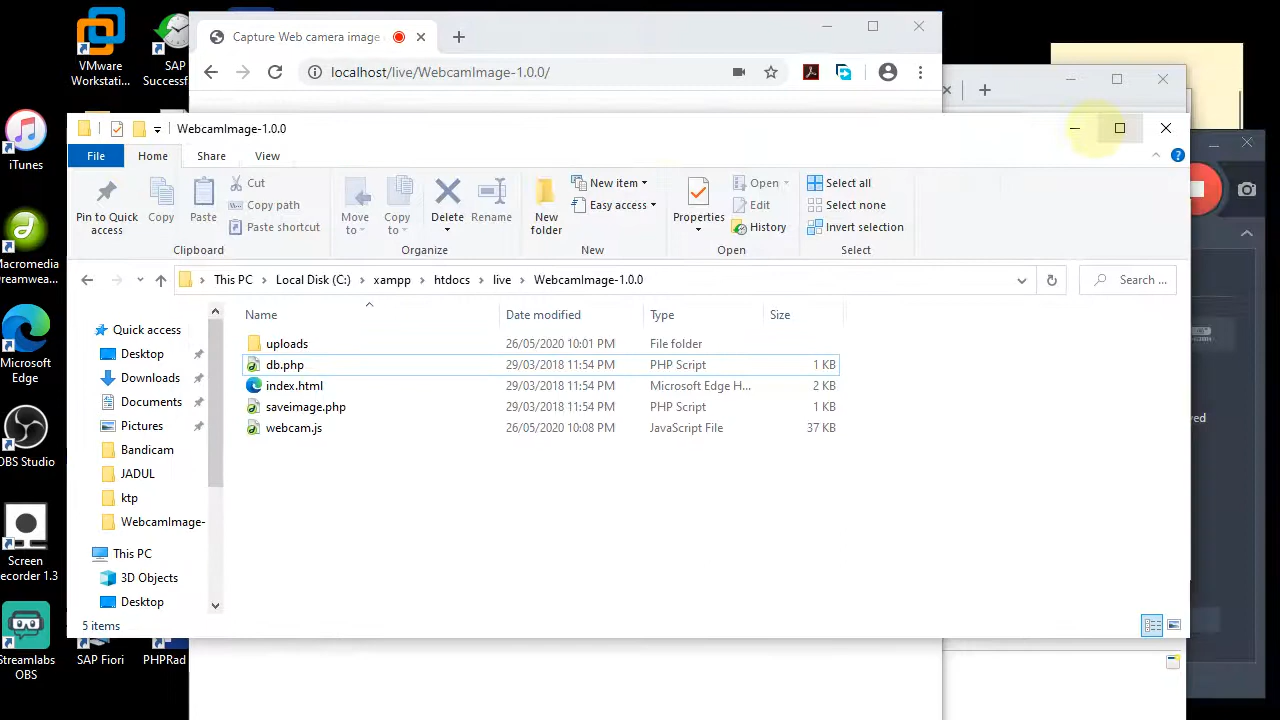 VMware
Workstati...
SAP
Successf
iTunes
Macromedia
Dreamwea...
Microsoft
Edge
OBS Studio
Screen
ecorder 1.3
Streamlabs
OBS
SAP Fiori
PHPRad
Capture Web camera image
localhost/live/WebcamImage-1.0.0/
WebcamImage-1.0.0
File
Home
Share
View
Pin to Quick
access
Copy
Paste
Cut
Copy path
Paste shortcut
Clipboard
Move
to
Copy
to
Delete
Rename
Organize
New
folder
New item
Easy access
New
Properties
Open
Edit
History
Open
Select all
Select none
Invert selection
Select
This PC
Local Disk (C:)
xampp
htdocs
live
WebcamImage-1.0.0
Search ...
Quick access
Desktop
Downloads
Documents
Pictures
Bandicam
JADUL
ktp
WebcamImage-
This PC
3D Objects
Desktop
Name Date modified Type Size
uploads 26/05/2020 10:01 PM File folder
db.php 29/03/2018 11:54 PM PHP Script 1 KB
index.html 29/03/2018 11:54 PM Microsoft Edge H... 2 KB
saveimage.php 29/03/2018 11:54 PM PHP Script 1 KB
webcam.js 26/05/2020 10:08 PM JavaScript File 37 KB
5 items
ved